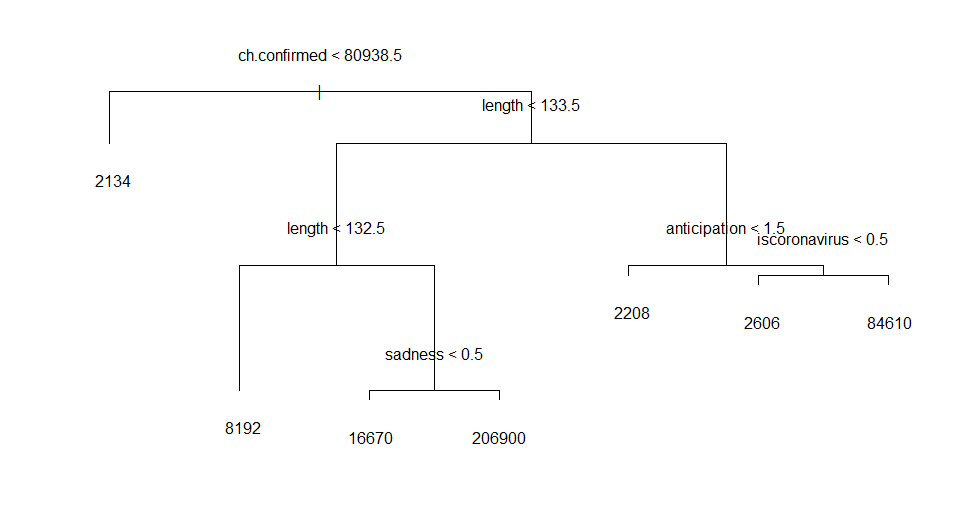 ch.confirmed < 80938.5
length < 133.5
2134
length < 132.5
anticipation < 1.5
iscoronavirus < 0.5
2208
2606
84610
sadness < 0.5
8192
16670
206900